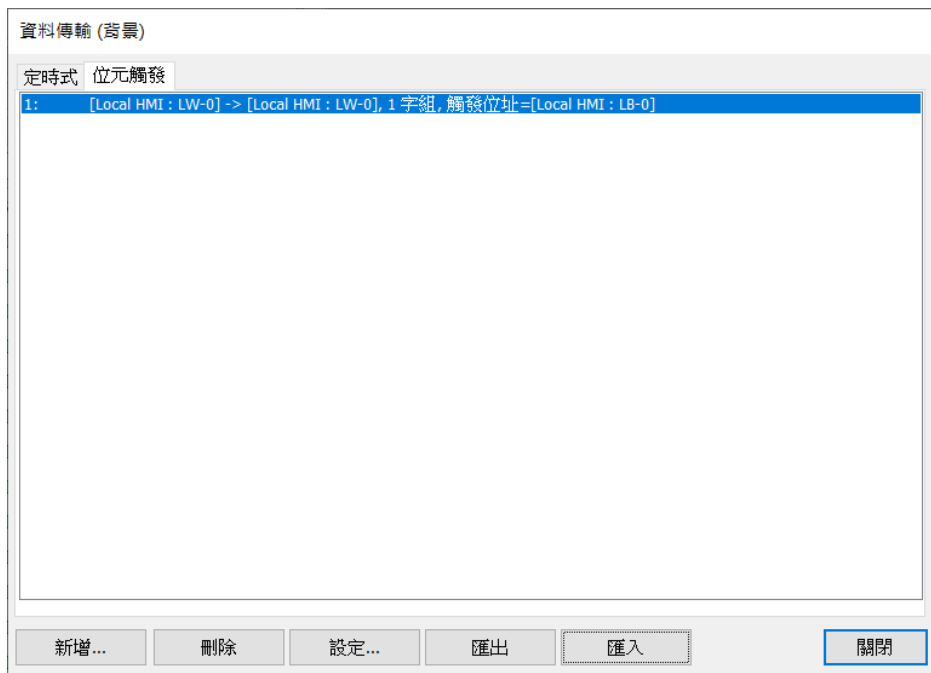 資料傳輸 (背景)
定時式 位元觸發
1: [Local HMI : LW-0] -> [Local HMI : LW-0], 1 字組, 觸發位址=[Local HMI : LB-0]
新增... 刪除 設定... 匯出 匯入 關閉